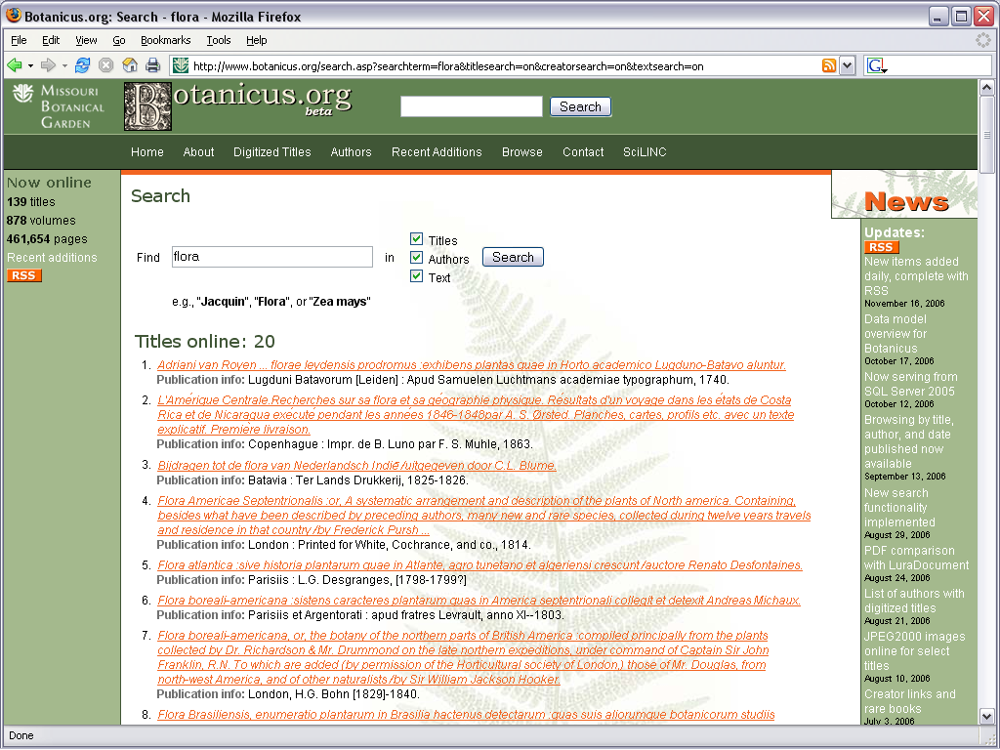 Botanicus.org: Search - flora - Mozilla Firefox
File Edit View Go Bookmarks Tools Help
http://www.botanicus.org/search.asp?searchterm=flora&titlesearch=on&creatorsearch=on&textsearch=on
G
MISSOURI
BOTANICAL
GARDEN
Botanicus.org
beta
Search
Home About Digitized Titles Authors Recent Additions Browse Contact SciLINC
Now online
139 titles
878 volumes
461,654 pages
Recent additions
RSS
Search
Find flora in
Titles
Authors
Text
Search
e.g., "Jacquin", "Flora", or "Zea mays"
Titles online: 20
1. Adriani van Royen ... florae leydensis prodromus :exhibens plantas quae in Horto academico Lugduno-Batavo aluntur.
Publication info: Lugduni Batavorum [Leiden] : Apud Samuelen Luchtmans academiae typographum, 1740.
2. L'Amérique Centrale.Recherches sur sa flora et sa géographie physique. Résultats d'un voyage dans les états de Costa
Rica et de Nicaragua exécute pendant les années 1846-1848par A. S. Ørsted. Planches, cartes, profils etc. avec un texte
explicatif. Premiere livraison.
Publication info: Copenhague : Impr. de B. Luno par F. S. Muhle, 1863.
3. Bijdragen tot de flora van Nederlandsch Indië /uitgegeven door C.L. Blume.
Publication info: Batavia : Ter Lands Drukkerij, 1825-1826.
4. Flora Americae Septentrionalis :or, A systematic arrangement and description of the plants of North america. Containing,
besides what have been described by preceding authors, many new and rare species, collected during twelve years travels
and residence in that country /by Frederick Pursh ...
Publication info: London : Printed for White, Cochrance, and co., 1814.
5. Flora atlantica :sive historia plantarum quae in Atlante, agro tunetano et algeriensi crescunt /auctore Renato Desfontaines.
Publication info: Parisiis : L.G. Desgranges, [1798-1799?]
6. Flora boreali-americana :sistens caracteres plantarum quas in America septentrionali collegit et detexit Andreas Michaux.
Publication info: Parisiis et Argentorati : apud fratres Levrault, anno XI--1803.
7. Flora boreali-americana, or, the botany of the northern parts of British America :compiled principally from the plants
collected by Dr. Richardson & Mr. Drummond on the late northern expeditions, under command of Captain Sir John
Franklin, R.N. To which are added (by permission of the Horticultural society of London,) those of Mr. Douglas, from
north-west America, and of other naturalists /by Sir William Jackson Hooker.
Publication info: London, H.G. Bohn [1829]-1840.
8. Flora Brasiliensis, enumeratio plantarum in Brasilia hactenus detectarum :quas suis aliorumque botanicorum studiis
News
Updates:
RSS
New items added
daily, complete with
RSS
November 16, 2006
Data model
overview for
Botanicus
October 17, 2006
Now serving from
SQL Server 2005
October 12, 2006
Browsing by title,
author, and date
published now
available
September 13, 2006
New search
functionality
implemented
August 29, 2006
PDF comparison
with LuraDocument
August 24, 2006
List of authors with
digitized titles
August 21, 2006
JPEG2000 images
online for select
titles
August 10, 2006
Creator links and
rare books
July 3, 2006
Done